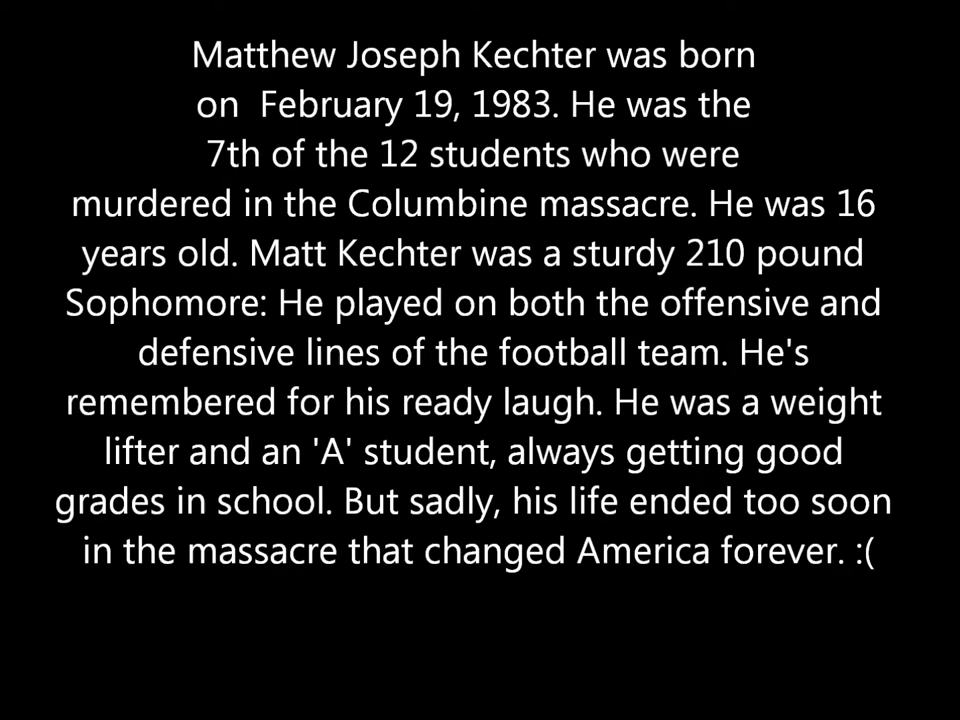 Matthew Joseph Kechter was born
on  February 19, 1983. He was the
7th of the 12 students who were
murdered in the Columbine massacre. He was 16
years old. Matt Kechter was a sturdy 210 pound
Sophomore: He played on both the offensive and
defensive lines of the football team. He's
remembered for his ready laugh. He was a weight
lifter and an 'A' student, always getting good
grades in school. But sadly, his life ended too soon
in the massacre that changed America forever. :(